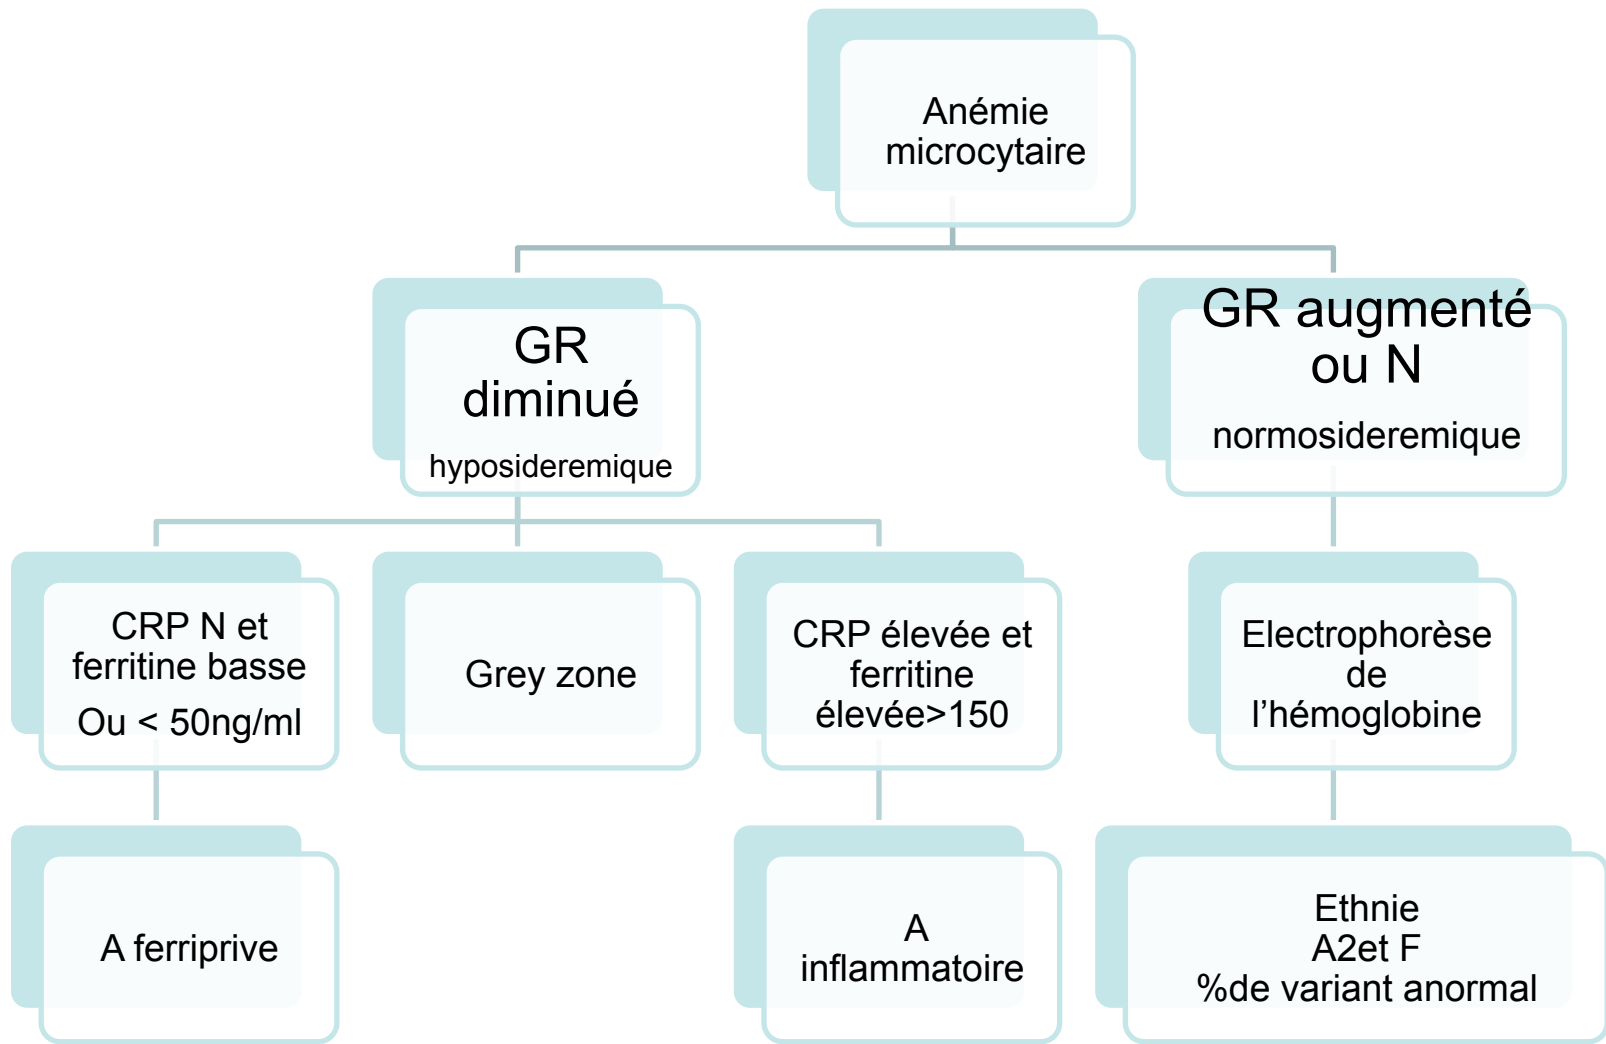 Anémie
microcytaire
GR
diminué
hyposideremique
GR augmenté
ou N
normosideremique
CRP N et
ferritine basse
Ou < 50ng/ml
Grey zone
CRP élevée et
ferritine
élevée>150
Electrophorèse
de
l’hémoglobine
A ferriprive
A
inflammatoire
Ethnie
A2et F
%de variant anormal